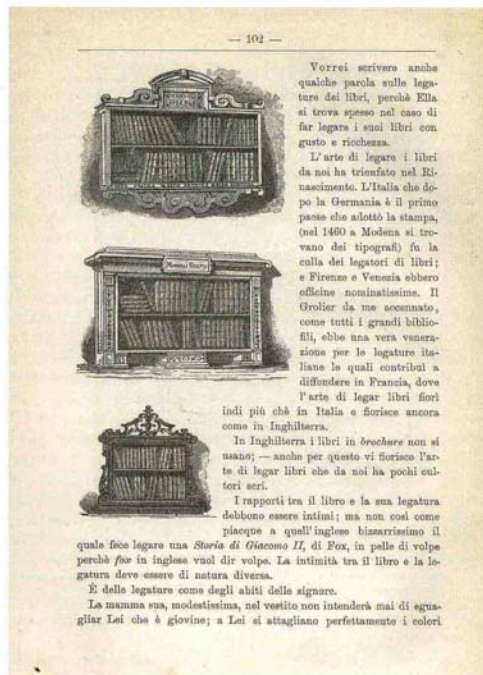 — 102 —
Vorrei scrivere anche
qualche parola sulle lega-
ture dei libri, perchè Ella
si trova spesso nel caso di
far legare i suoi libri con
gusto e ricchezza.
L'arte di legare i libri
da noi ha trionfato nel Ri-
nascimento. L'Italia che do-
po la Germania è il primo
paese che adottò la stampa,
(nel 1460 a Modena si tro-
vano dei tipografi) fu la
culla dei legatori di libri;
e Firenze e Venezia ebbero
officine nominatissime. Il
Grolier da me accennato,
come tutti i grandi biblio-
fili, ebbe una vera venera-
zione per le legature ita-
liane le quali contribuì a
diffondere in Francia, dove
l'arte di legar libri fiorì
indi più chè in Italia e fiorisce ancora
come in Inghilterra.
In Inghilterra i libri in brochure non si
usano; — anche per questo vi fiorisce l'ar-
te di legar libri che da noi ha pochi cul-
tori seri.
I rapporti tra il libro e la sua legatura
debbono essere intimi; ma non così come
piacque a quell'inglese bizzarrissimo il
quale fece legare una Storia di Giacomo II, di Fox, in pelle di volpe
perchè fox in inglese vuol dir volpe. La intimità tra il libro e la le-
gatura deve essere di natura diversa.
È delle legature come degli abiti delle signore.
La mamma sua, modestissima, nel vestito non intenderà mai di egua-
gliar Lei che è giovine; a Lei si attagliano perfettamente i colori